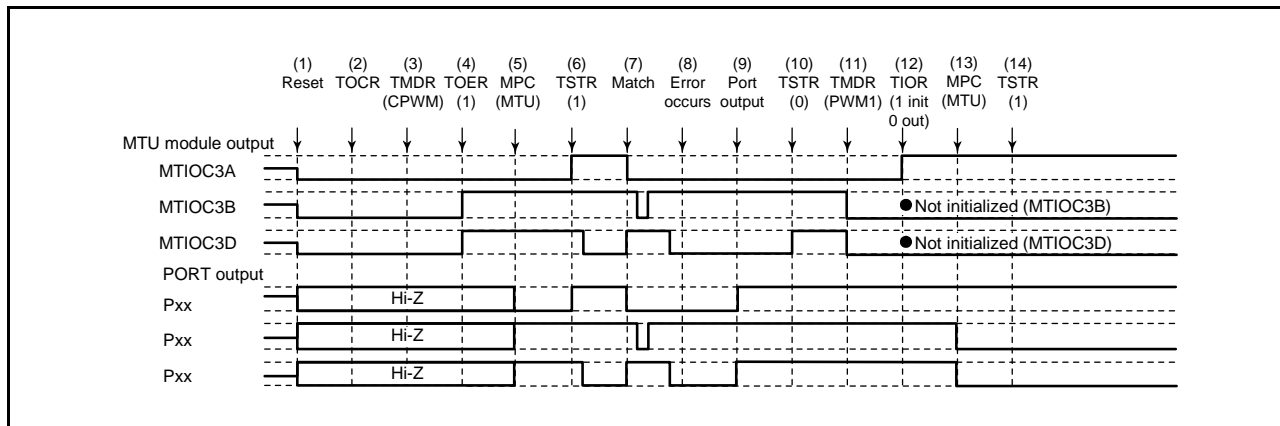 (1) (2) (3) (4) (5) (6) (7) (8) (9) (10) (11) (12) (13) (14)
Reset TOCR TMDR TOER MPC TSTR Match Error Port TSTR TMDR TIOR MPC TSTR
(CPWM) (1) (MTU) (1) occurs output (0) (PWM1) (1 init (MTU) (1)
0 out)
MTU module output
MTIOC3A
MTIOC3B
●Not initialized (MTIOC3B)
MTIOC3D
●Not initialized (MTIOC3D)
PORT output
Pxx
Hi-Z
Pxx
Hi-Z
Pxx
Hi-Z